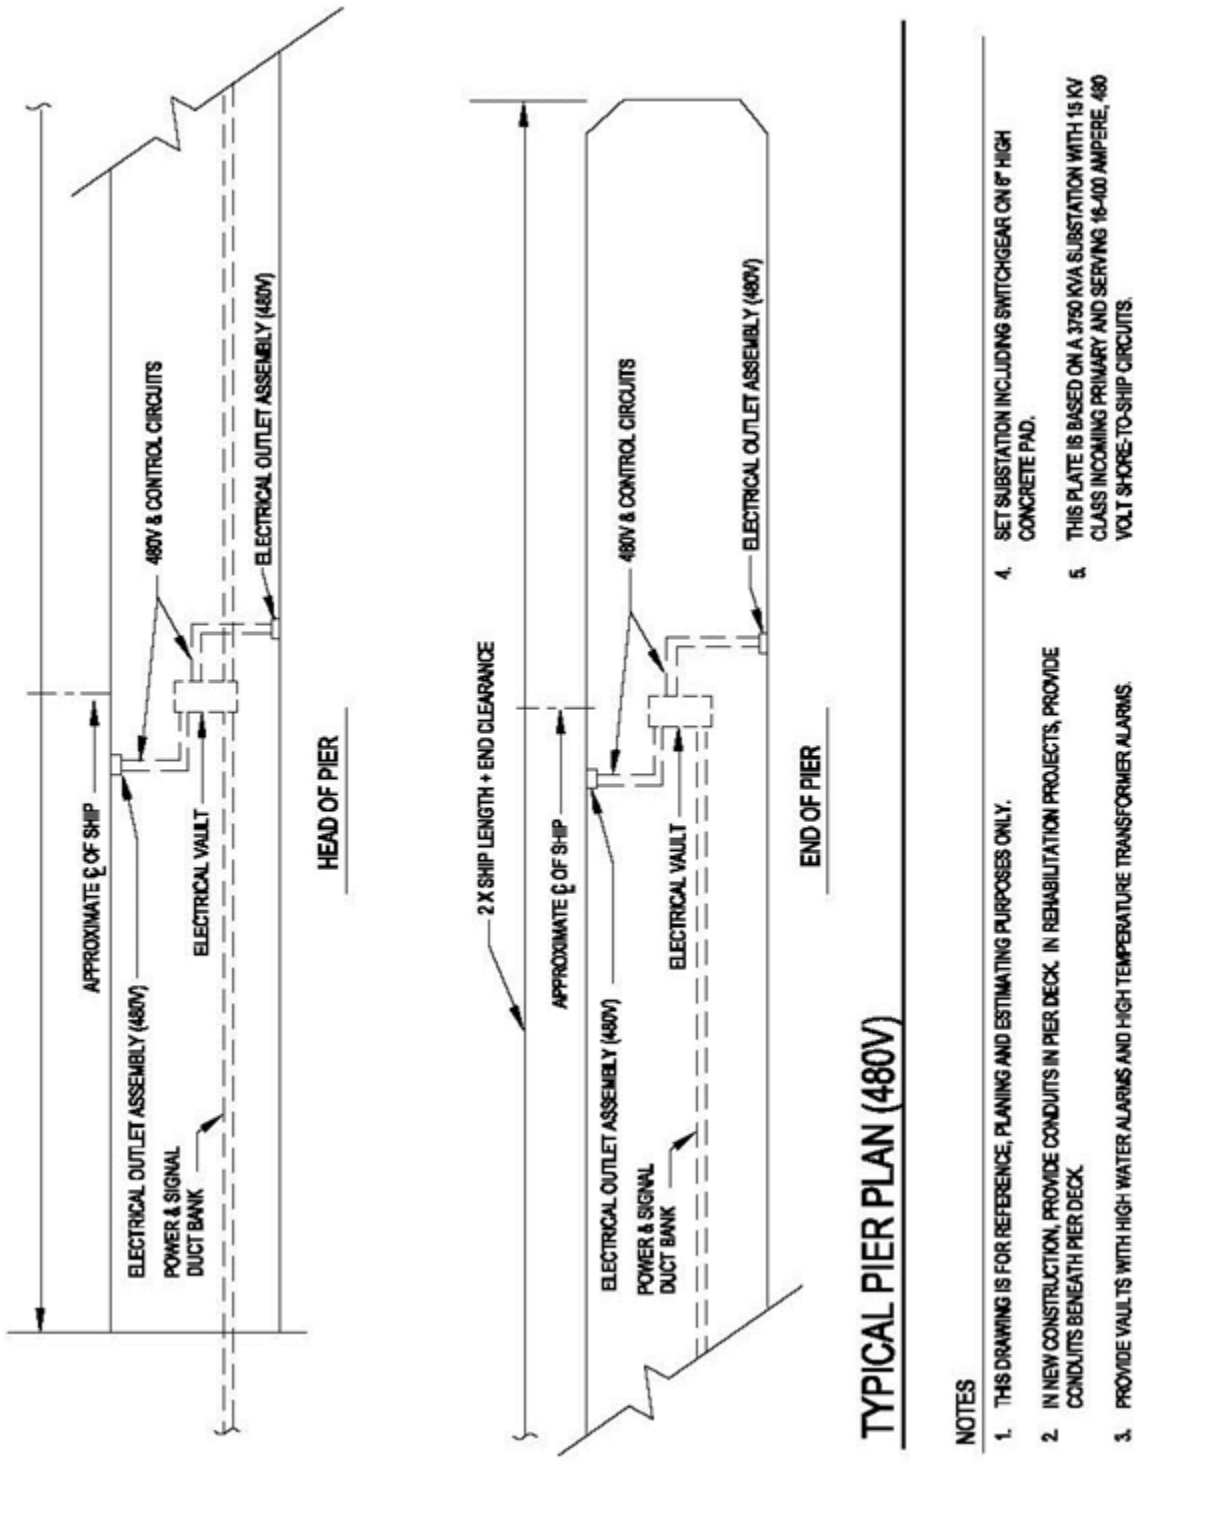 APPROXIMATE ℄ OF SHIP
480V & CONTROL CIRCUITS
ELECTRICAL OUTLET ASSEMBLY (480V)
POWER & SIGNAL
DUCT BANK
ELECTRICAL VAULT
ELECTRICAL OUTLET ASSEMBLY (480V)
HEAD OF PIER
2 X SHIP LENGTH + END CLEARANCE
APPROXIMATE ℄ OF SHIP
480V & CONTROL CIRCUITS
ELECTRICAL OUTLET ASSEMBLY (480V)
POWER & SIGNAL
DUCT BANK
ELECTRICAL VAULT
ELECTRICAL OUTLET ASSEMBLY (480V)
END OF PIER
TYPICAL PIER PLAN (480V)
NOTES
1. THIS DRAWING IS FOR REFERENCE, PLANING AND ESTIMATING PURPOSES ONLY.
2. IN NEW CONSTRUCTION, PROVIDE CONDUITS IN PIER DECK. IN REHABILITATION PROJECTS, PROVIDE
CONDUITS BENEATH PIER DECK.
3. PROVIDE VAULTS WITH HIGH WATER ALARMS AND HIGH TEMPERATURE TRANSFORMER ALARMS.
4. SET SUBSTATION INCLUDING SWITCHGEAR ON 6" HIGH
CONCRETE PAD.
5. THIS PLATE IS BASED ON A 3750 KVA SUBSTATION WITH 15 KV
CLASS INCOMING PRIMARY AND SERVING 16-400 AMPERE, 480
VOLT SHORE-TO-SHIP CIRCUITS.